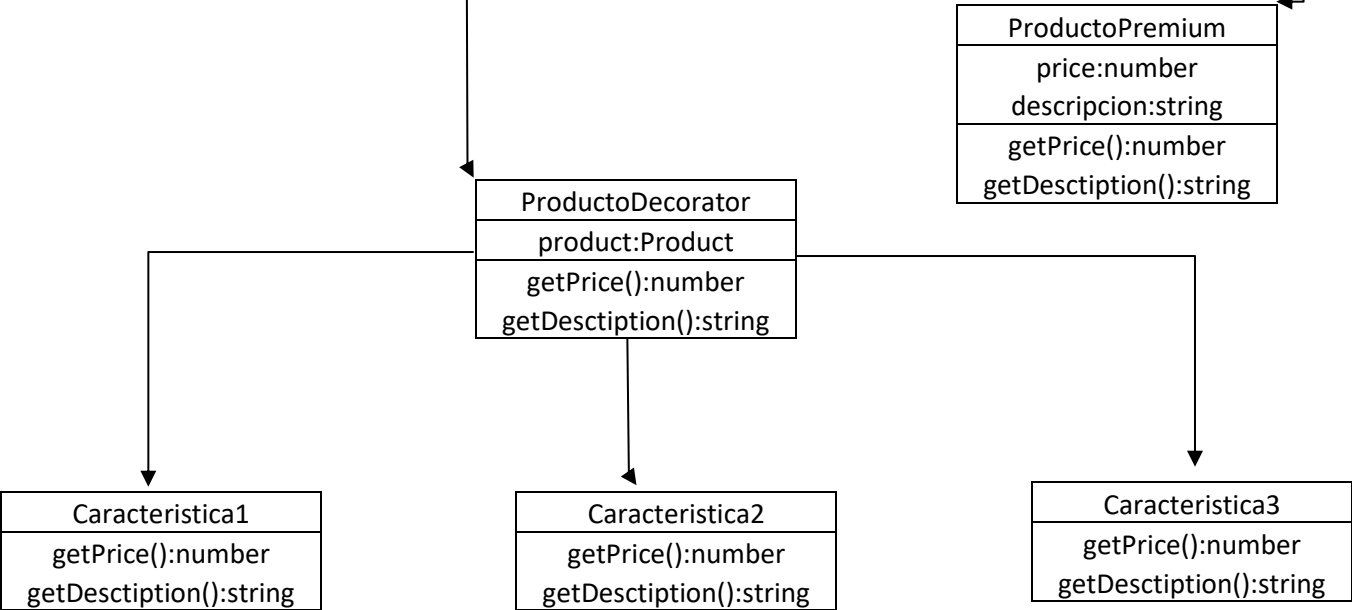 ProductoPremium
price:number
descripcion:string
getPrice():number
getDesctiption():string
ProductoDecorator
product:Product
getPrice():number
getDesctiption():string
Caracteristica1
getPrice():number
getDesctiption():string
Caracteristica2
getPrice():number
getDesctiption():string
Caracteristica3
getPrice():number
getDesctiption():string